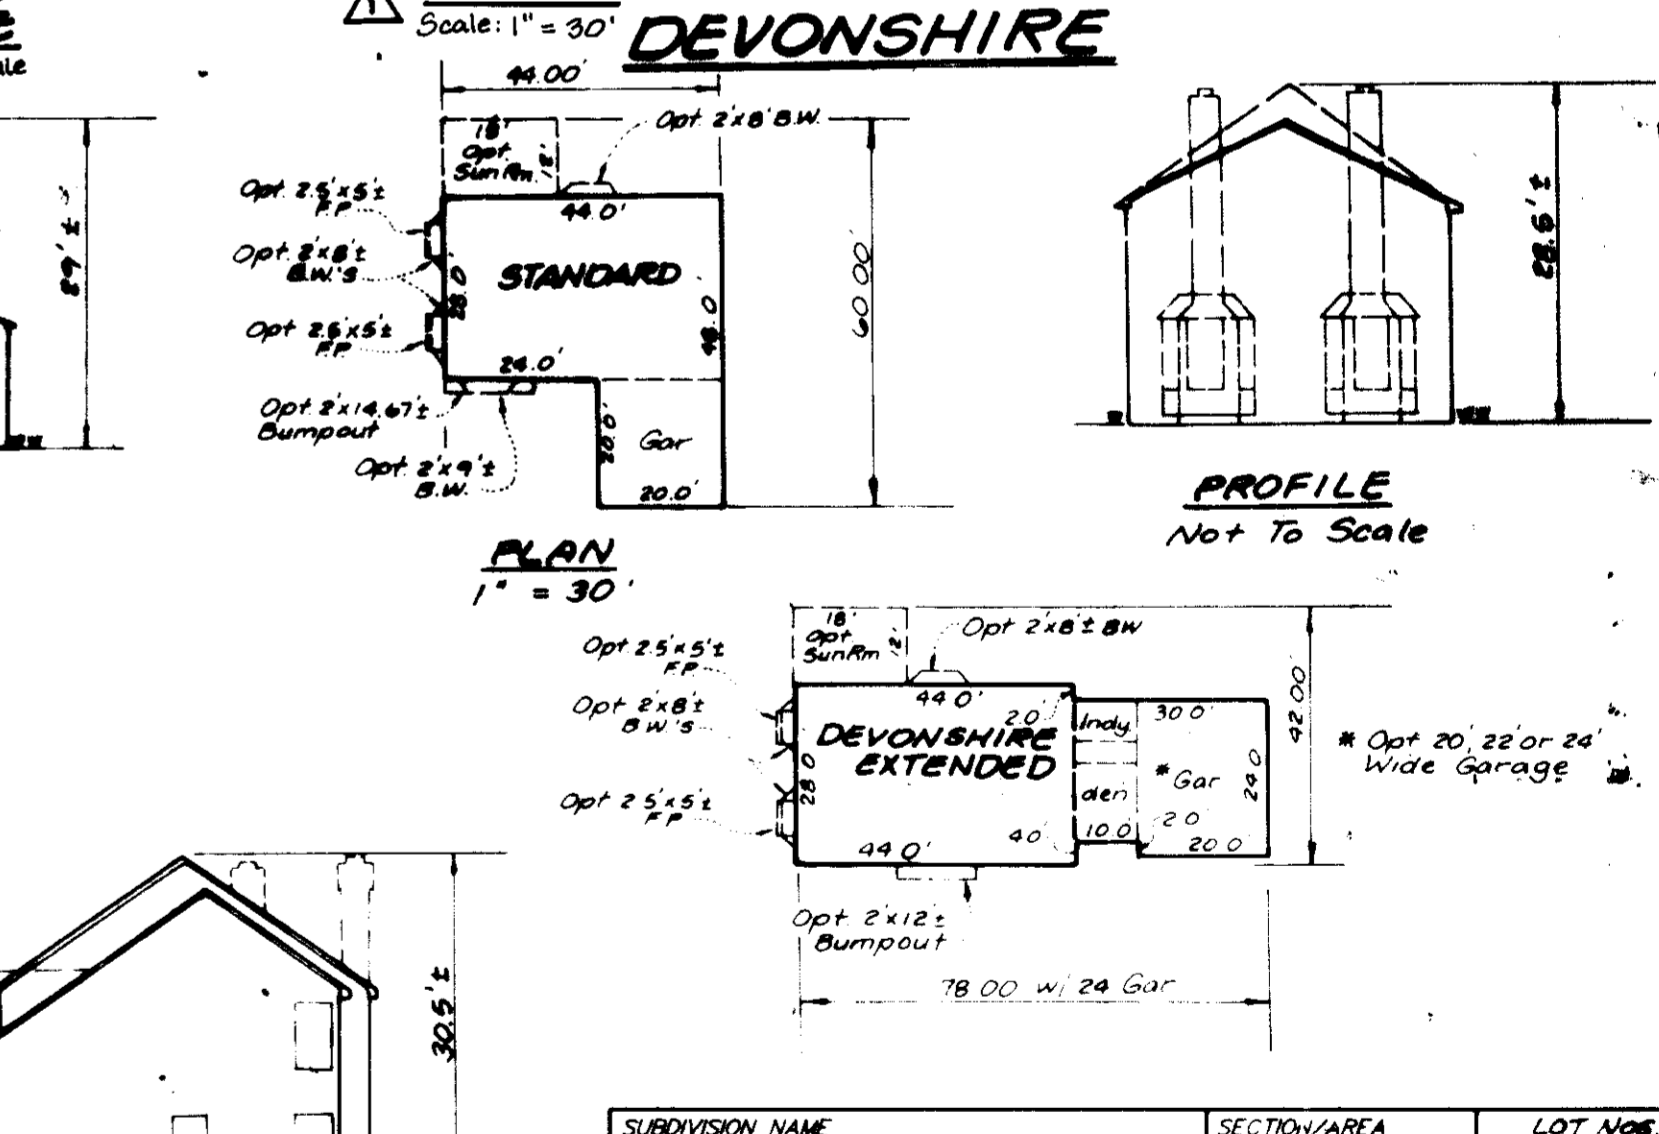 Scale: 1" = 30'
DEVONSHIRE
44.00'
18'
Opt.
Sun Rm.
12'
Opt. 2'x8' B.W.
Opt. 2.5'x5'±
F.P.
44.0'
Opt. 2'x8'±
B.W.'s
28.0'
STANDARD
48.0
60.00'
Opt 2.5'x5'±
F.P.
24.0'
Opt. 2'x14.67'±
Bumpout
20.0'
Gar
Opt. 2'x9'±
B.W.
20.0'
29'±
28.5'±
PROFILE
Not To Scale
PLAN
1" = 30'
18'
Opt.
Sun Rm
12'
Opt 2'x8'± BW
Opt 2.5'x5'±
F.P.
44.0'
Opt 2'x8'±
B.W.'s
2.0'
30.0'
DEVONSHIRE
EXTENDED
28.0'
* Gar
24.0
42.00'
* Opt 20', 22' or 24'
Wide Garage
den
Opt 2.5'x5'±
F.P.
4.0'
10.0'
2.0
20.0
44.0'
Opt. 2'x12'±
Bumpout
78.00 W/ 24 Gar
30.5'±
SUBDIVISION NAME
SECTION/AREA
LOT NOS.